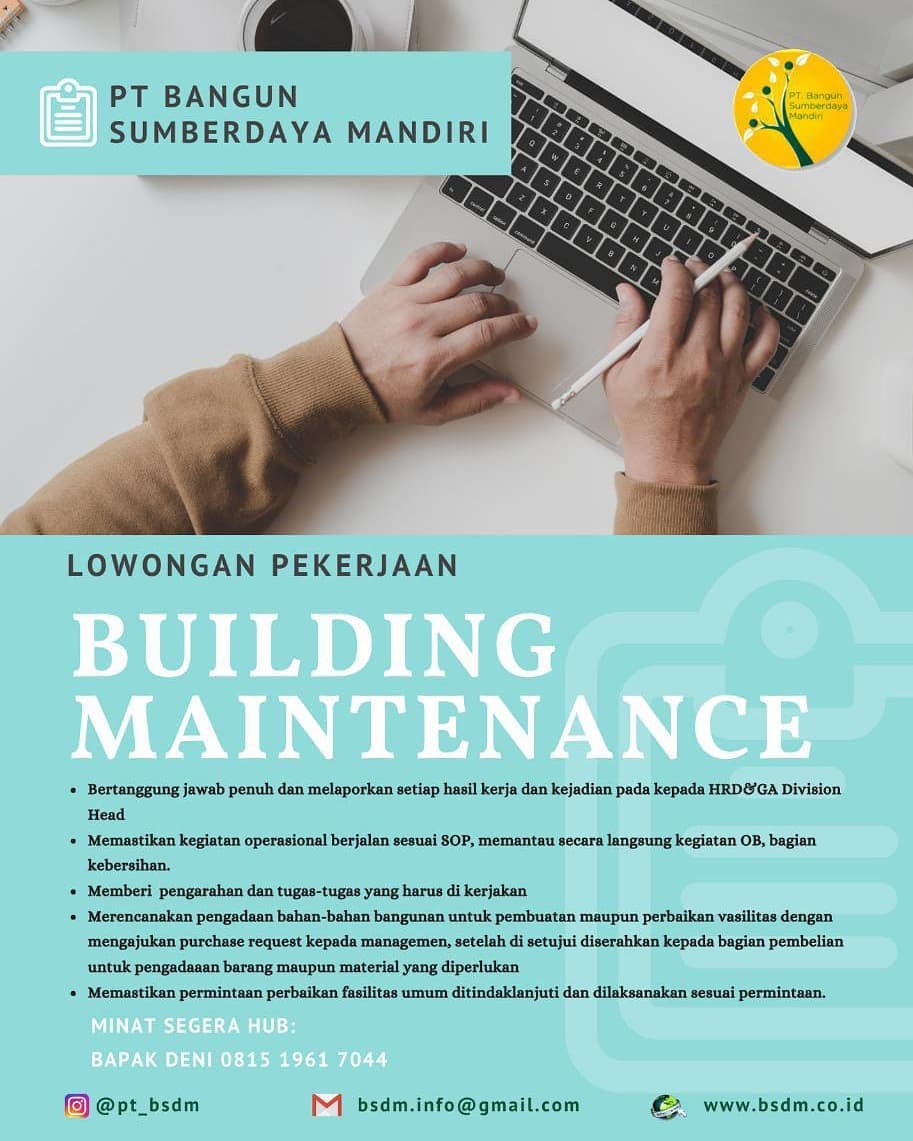 PT BANGUN
SUMBERDAYA MANDIRI
PT. Bangun
Sumberdaya
Mandiri
LOWONGAN PEKERJAAN
BUILDING
MAINTENANCE
• Bertanggung jawab penuh dan melaporkan setiap hasil kerja dan kejadian pada kepada HRD&GA Division
Head
• Memastikan kegiatan operasional berjalan sesuai SOP, memantau secara langsung kegiatan OB, bagian
kebersihan.
• Memberi pengarahan dan tugas-tugas yang harus di kerjakan
• Merencanakan pengadaan bahan-bahan bangunan untuk pembuatan maupun perbaikan vasilitas dengan
mengajukan purchase request kepada managemen, setelah di setujui diserahkan kepada bagian pembelian
untuk pengadaaan barang maupun material yang diperlukan
• Memastikan permintaan perbaikan fasilitas umum ditindaklanjuti dan dilaksanakan sesuai permintaan.
MINAT SEGERA HUB:
BAPAK DENI 0815 1961 7044
@pt_bsdm
bsdm.info@gmail.com
www.bsdm.co.id